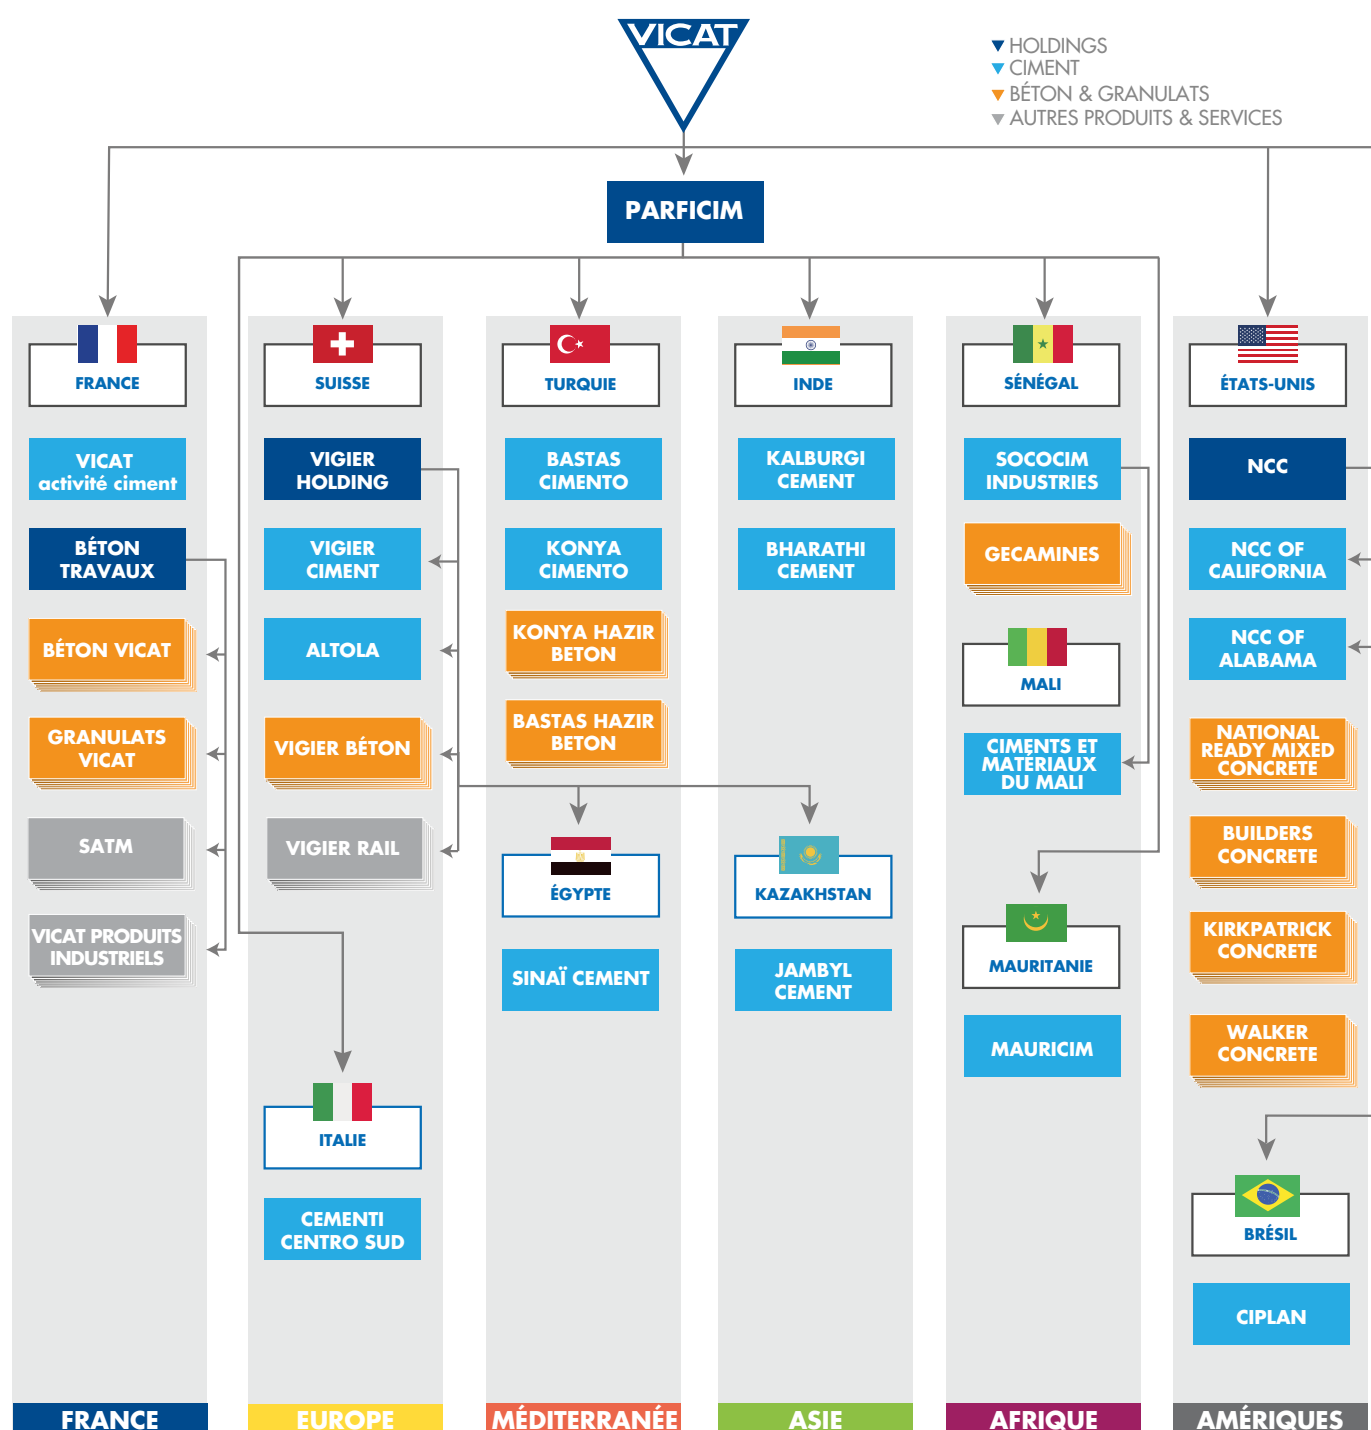 VICAT
HOLDINGS
CIMENT
BÉTON & GRANULATS
AUTRES PRODUITS & SERVICES
PARFICIM
FRANCE
VICAT
activité ciment
BÉTON
TRAVAUX
BÉTON VICAT
GRANULATS
VICAT
SATM
VICAT PRODUITS
INDUSTRIELS
FRANCE
SUISSE
VIGIER
HOLDING
VIGIER
CIMENT
ALTOLA
VIGIER BÉTON
VIGIER RAIL
ITALIE
CEMENTI
CENTRO SUD
EUROPE
TURQUIE
BASTAS
CIMENTO
KONYA
CIMENTO
KONYA HAZIR
BETON
BASTAS HAZIR
BETON
ÉGYPTE
SINAÏ CEMENT
MÉDITERRANÉE
INDE
KALBURGI
CEMENT
BHARATHI
CEMENT
KAZAKHSTAN
JAMBYL
CEMENT
ASIE
SÉNÉGAL
SOCOCIM
INDUSTRIES
GECAMINES
MALI
CIMENTS ET
MATÉRIAUX
DU MALI
MAURITANIE
MAURICIM
AFRIQUE
ÉTATS-UNIS
NCC
NCC OF
CALIFORNIA
NCC OF
ALABAMA
NATIONAL
READY MIXED
CONCRETE
BUILDERS
CONCRETE
KIRKPATRICK
CONCRETE
WALKER
CONCRETE
BRÉSIL
CIPLAN
AMÉRIQUES